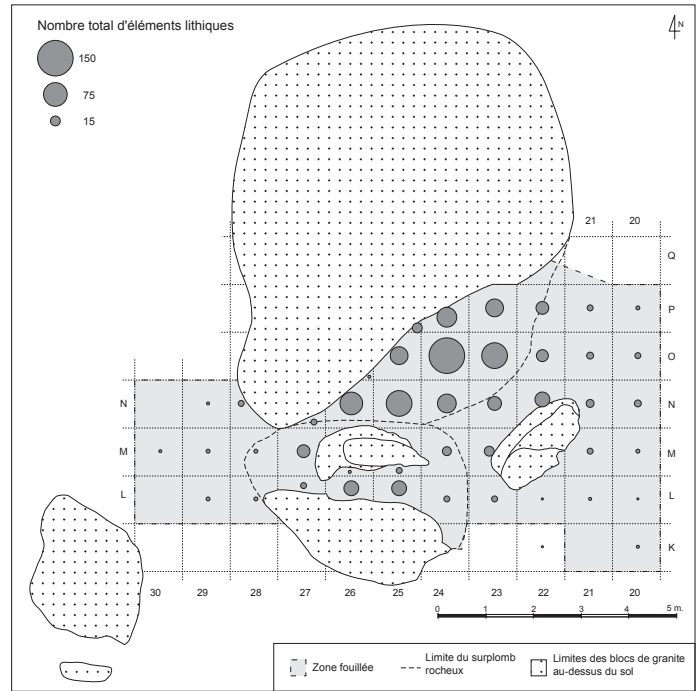 Nombre total d'éléments lithiques
150
75
15
N
21 20
Q
P
O
N N
M M
L L
K
30 29 28 27 26 25 24 23 22 21 20
0 1 2 3 4 5 m.
Zone fouillée
Limite du surplomb
rocheux
Limites des blocs de granite
au-dessus du sol